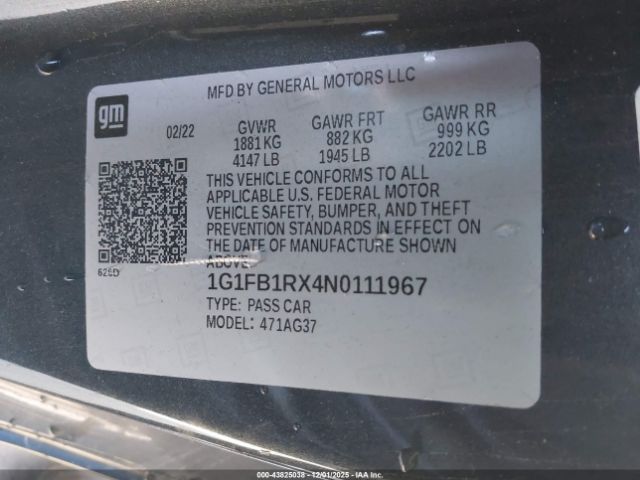 MFD BY GENERAL MOTORS LLC
gm
02/22 GVWR GAWR FRT GAWR RR
1881 KG 882 KG 999 KG
4147 LB 1945 LB 2202 LB
THIS VEHICLE CONFORMS TO ALL
APPLICABLE U.S. FEDERAL MOTOR
VEHICLE SAFETY, BUMPER, AND THEFT
PREVENTION STANDARDS IN EFFECT ON
THE DATE OF MANUFACTURE SHOWN
ABOVE
1G1FB1RX4N0111967
TYPE: PASS CAR
MODEL: 471AG37
000-43825038 - 12/01/2025 - IAAI